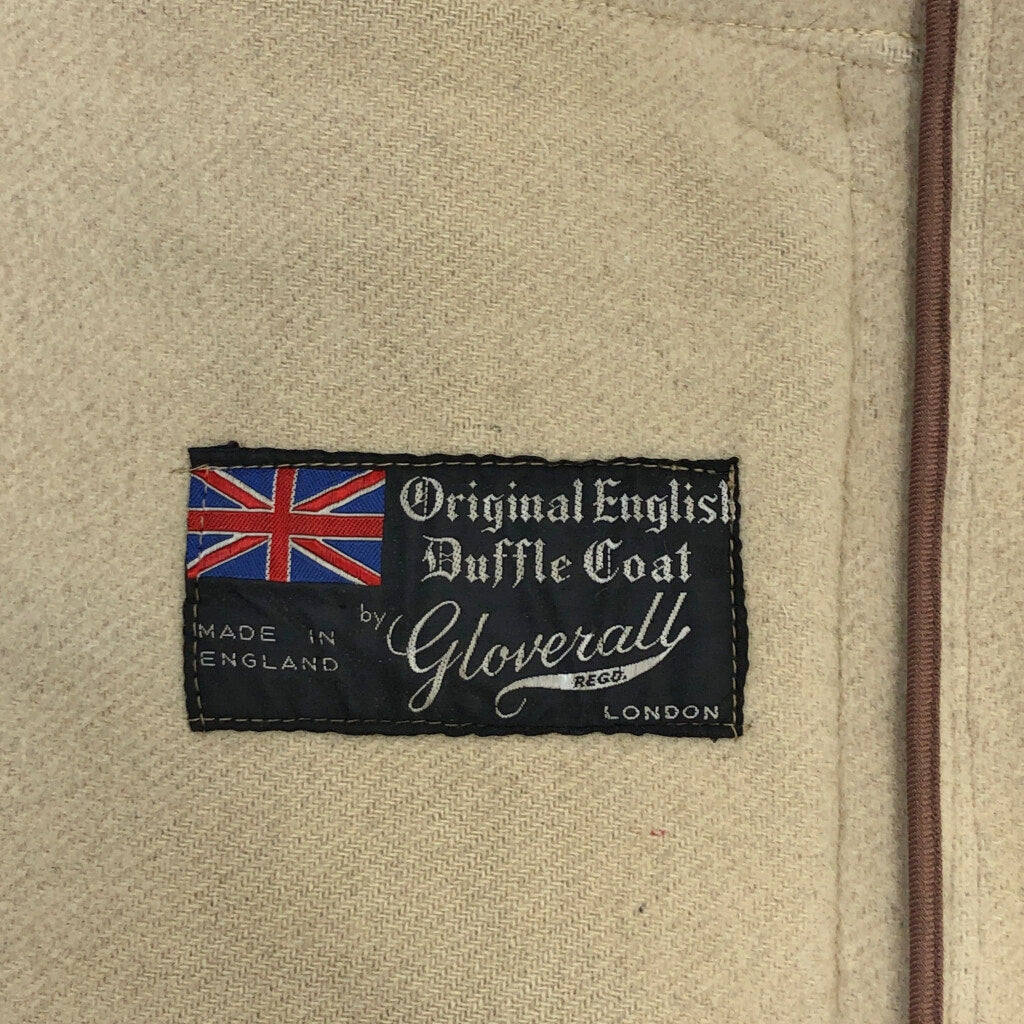 Original English
Duffle Coat
by Gloverall
REGD.
MADE IN
ENGLAND
LONDON